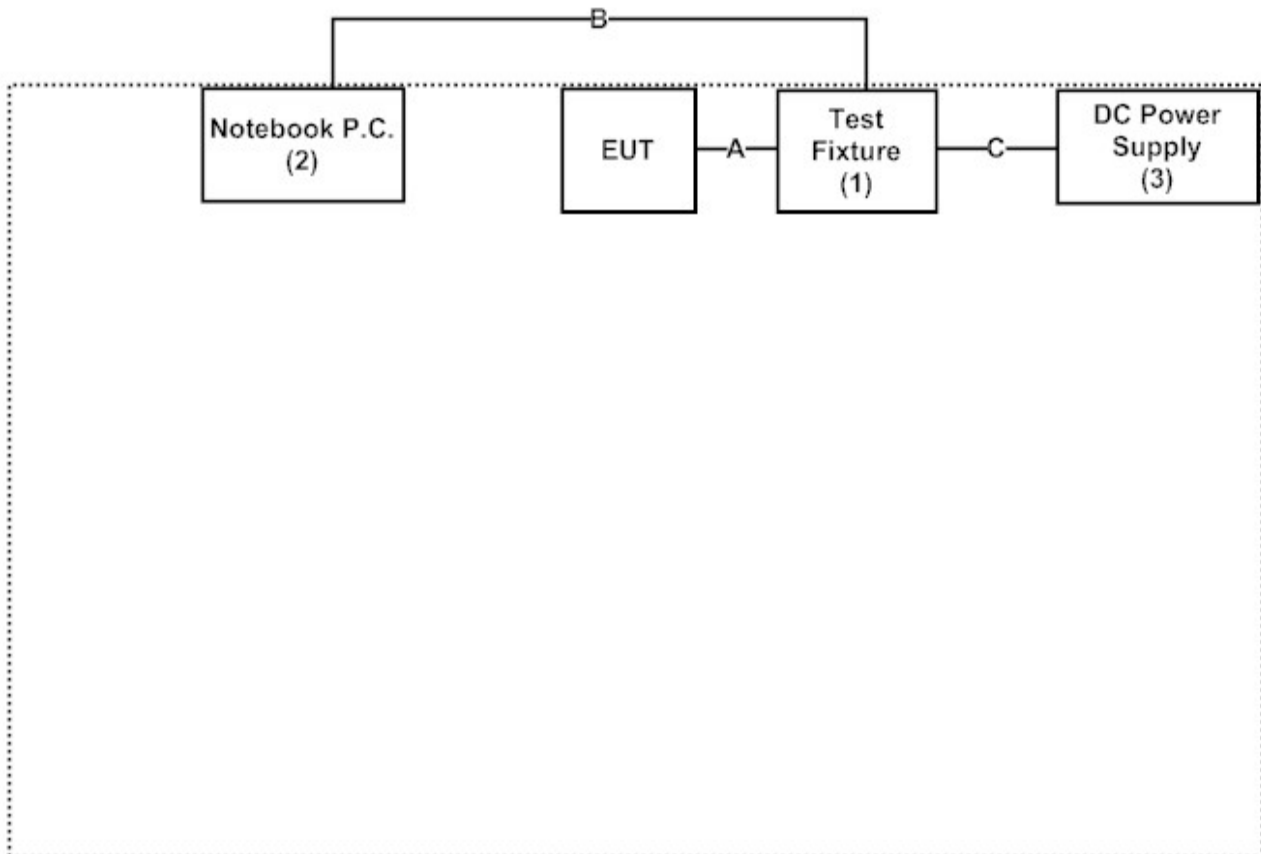 B
Notebook P.C.
(2)
EUT
A
Test
Fixture
(1)
C
DC Power
Supply
(3)